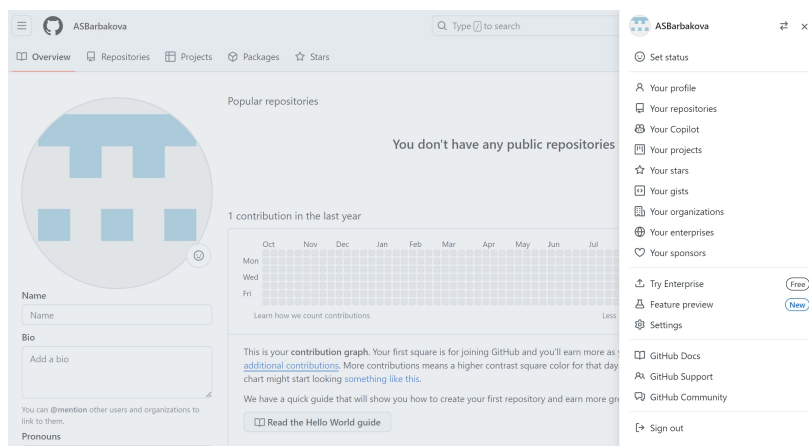 ASBarbakova
Type / to search
Overview
Repositories
Projects
Packages
Stars
Popular repositories
You don't have any public repositories
1 contribution in the last year
Oct Nov Dec Jan Feb Mar Apr May Jun Jul
Mon
Wed
Fri
Learn how we count contributions
Less
This is your contribution graph. Your first square is for joining GitHub and you'll earn more as
additional contributions. More contributions means a higher contrast square color for that day
chart might start looking something like this.
We have a quick guide that will show you how to create your first repository and earn more
Read the Hello World guide
Name
Name
Bio
Add a bio
You can @mention other users and organizations to
link to them.
Pronouns
ASBarbakova
Set status
Your profile
Your repositories
Your Copilot
Your projects
Your stars
Your gists
Your organizations
Your enterprises
Your sponsors
Try Enterprise
Free
Feature preview
New
Settings
GitHub Docs
GitHub Support
GitHub Community
Sign out